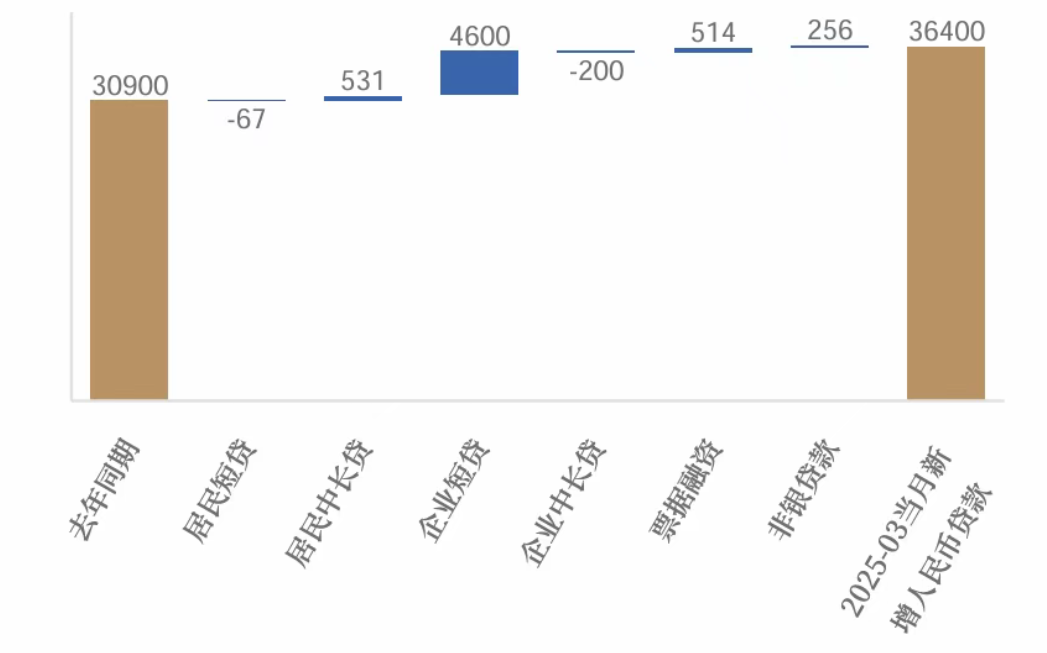 30900
-67
531
4600
-200
514
256
36400
去年同期
居民短贷
居民中长贷
企业短贷
企业中长贷
票据融资
非银贷款
2025-03当月新
增人民币贷款